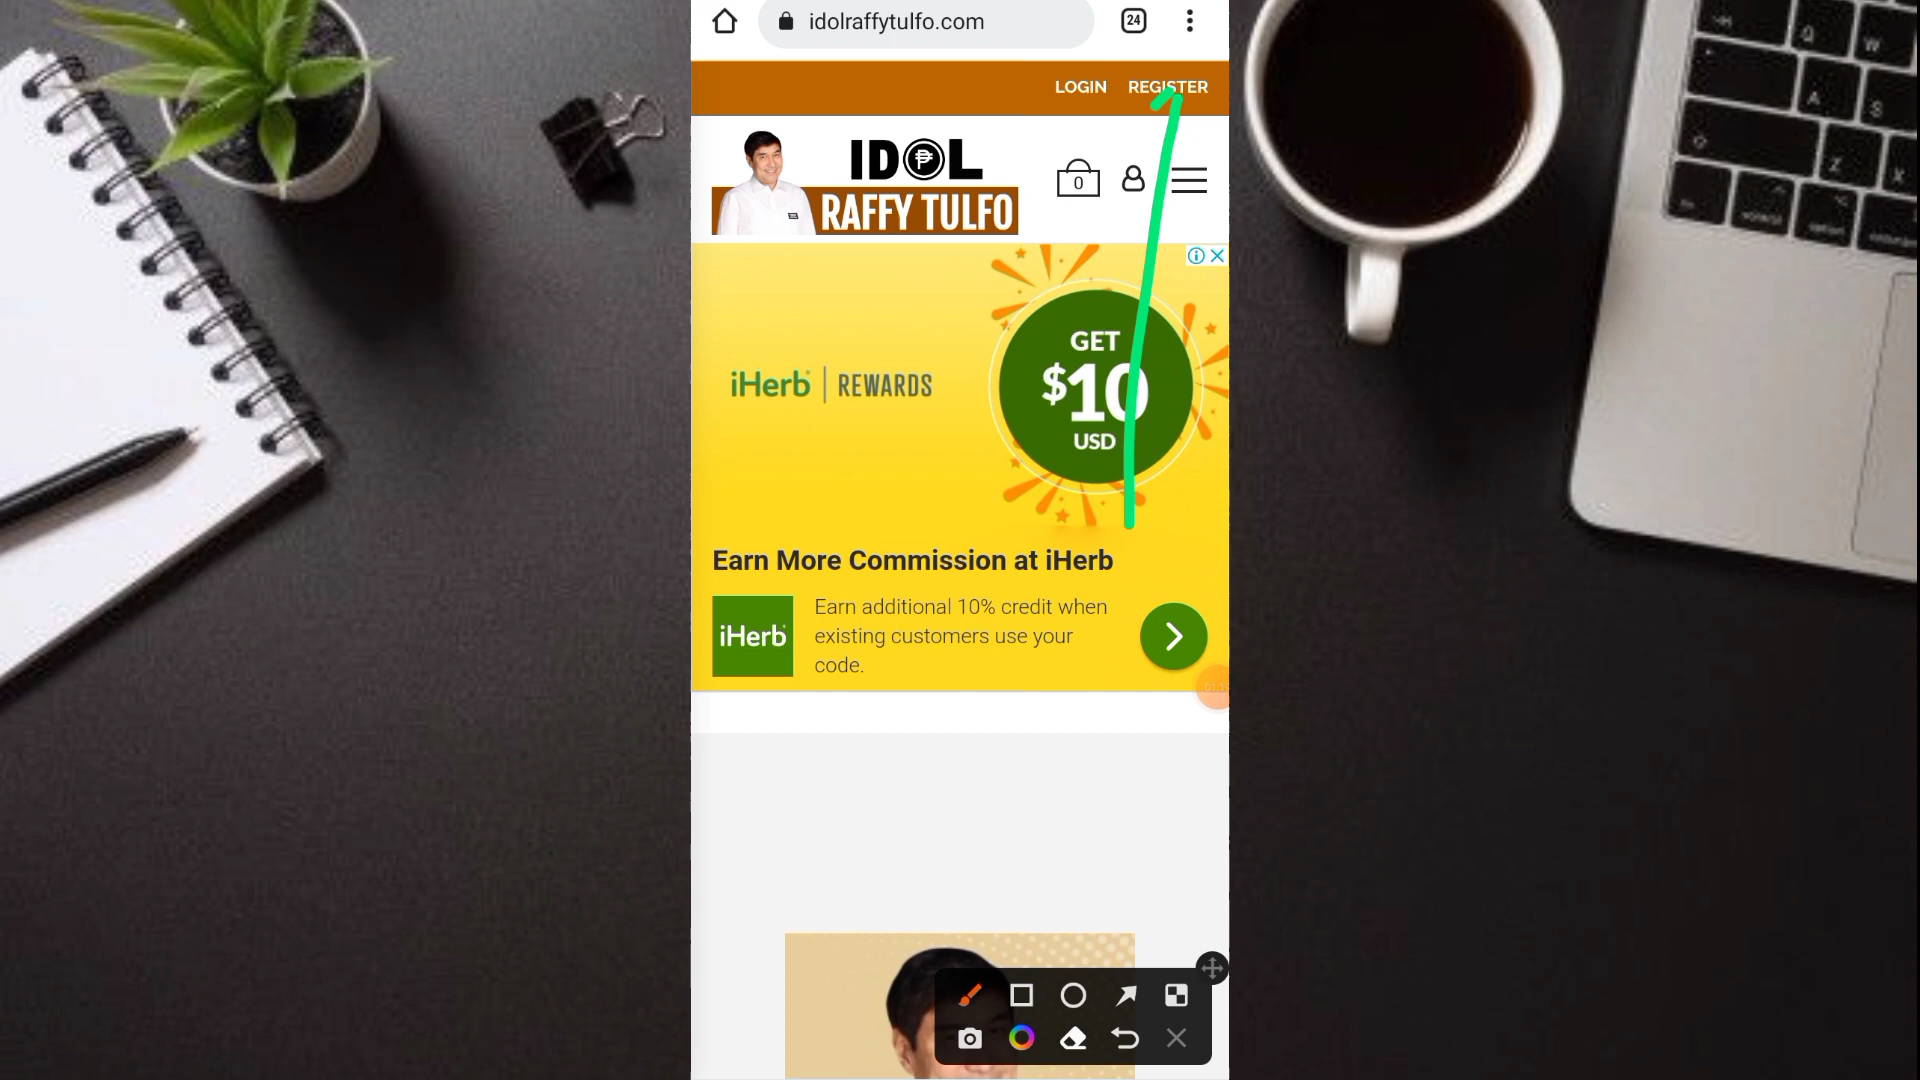 idolraffytulfo.com
24
LOGIN REGISTER
IDOL
RAFFY TULFO
0
iHerb REWARDS
GET
$10
USD
Earn More Commission at iHerb
iHerb
Earn additional 10% credit when
existing customers use your
code.
Q
W
A
S
Z
X